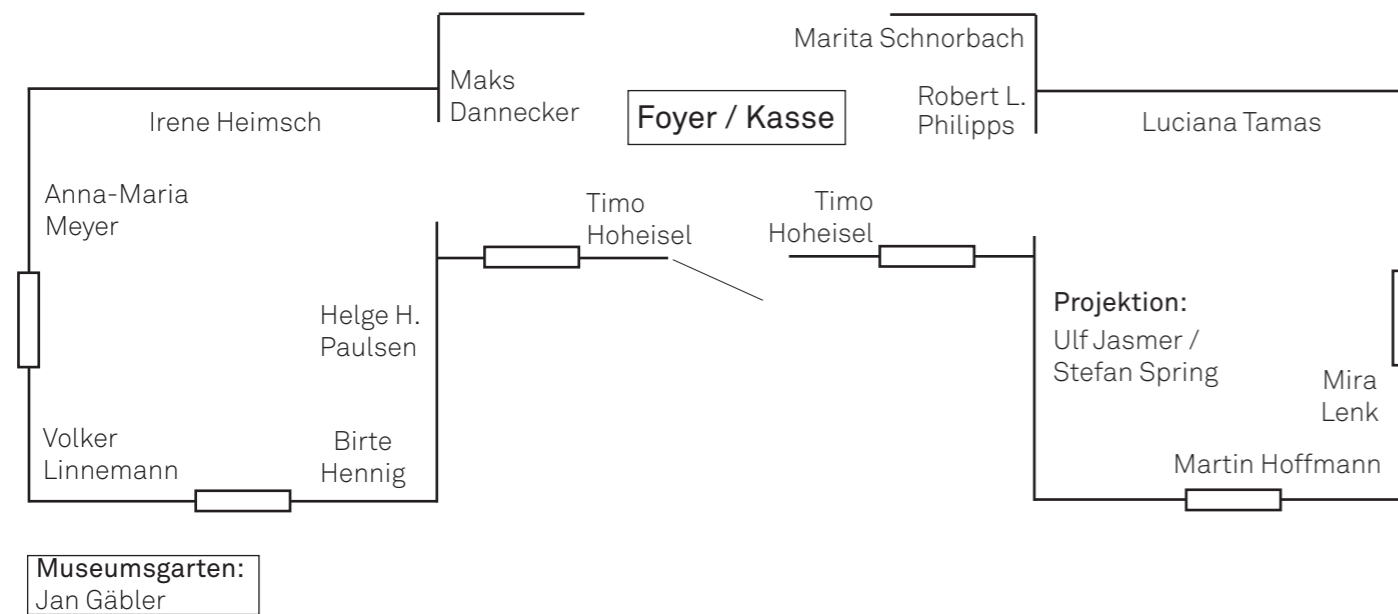 Marita Schnorbach
Maks
Dannecker
Foyer / Kasse
Robert L.
Philipps
Irene Heimsch
Luciana Tamas
Anna-Maria
Meyer
Timo
Hoheisel
Timo
Hoheisel
Helge H.
Paulsen
Projektion:
Ulf Jasmer /
Stefan Spring
Mira
Lenk
Volker
Linnemann
Birte
Hennig
Martin Hoffmann
Museumsgarten:
Jan Gäbler